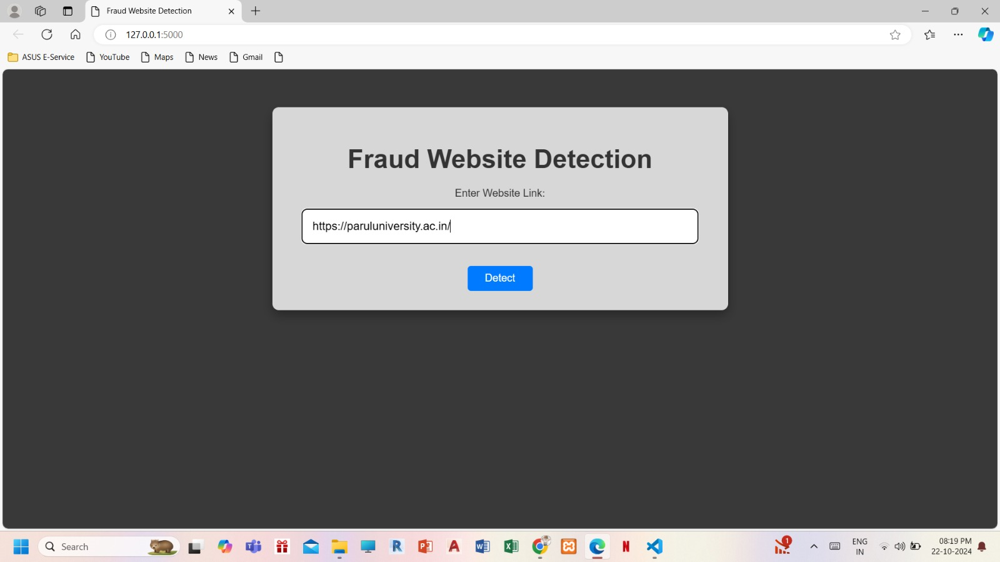 Fraud Website Detection
127.0.0.1:5000
ASUS E-Service YouTube Maps News Gmail
Fraud Website Detection
Enter Website Link:
https://paruluniversity.ac.in/
Detect
Search
1
ENG
IN
08:19 PM
22-10-2024